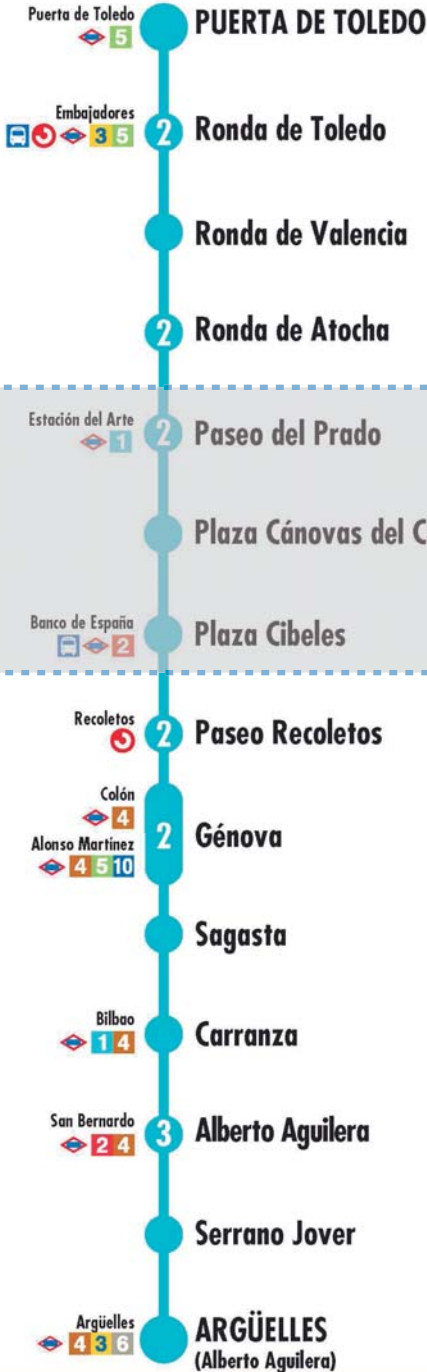 Puerta de Toledo
5
PUERTA DE TOLEDO
Embajadores
3 5
2
Ronda de Toledo
Ronda de Valencia
2
Ronda de Atocha
Estación del Arte
1
2
Paseo del Prado
Plaza Cánovas del C
Banco de España
2
Plaza Cibeles
Recoletos
2
Paseo Recoletos
Colón
4
Alonso Martínez
4 5 10
2
Génova
Sagasta
Bilbao
1 4
Carranza
San Bernardo
2 4
3
Alberto Aguilera
Serrano Jover
Argüelles
4 3 6
ARGÜELLES
(Alberto Aguilera)